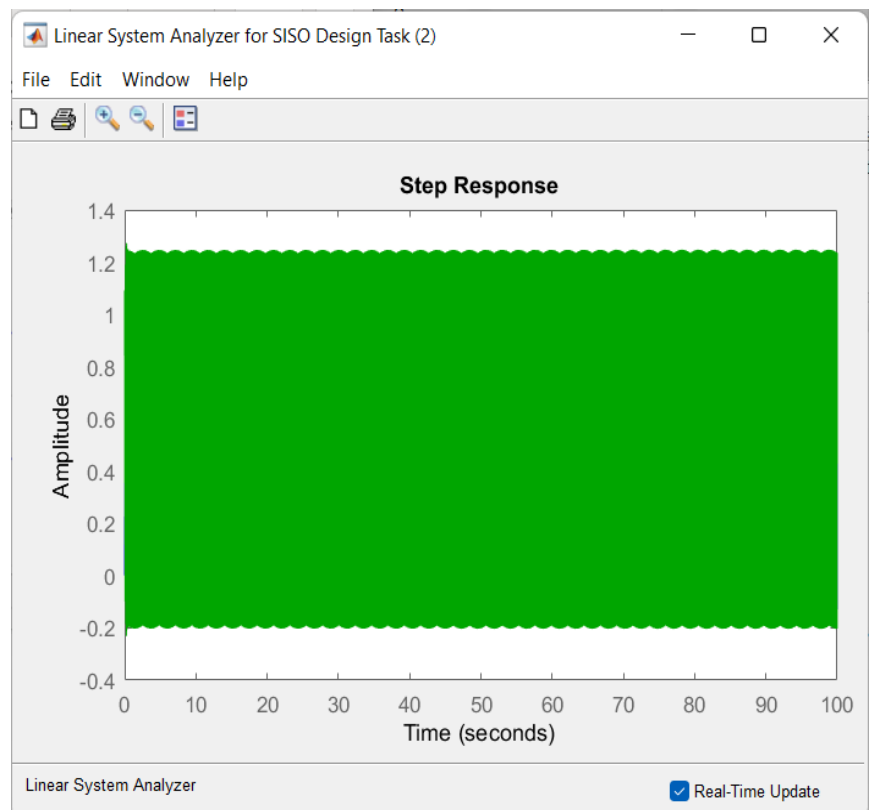 Linear System Analyzer for SISO Design Task (2)
File Edit Window Help
Step Response
1.4
1.2
1
0.8
0.6
0.4
0.2
0
-0.2
-0.4
Amplitude
0 10 20 30 40 50 60 70 80 90 100
Time (seconds)
Linear System Analyzer
Real-Time Update